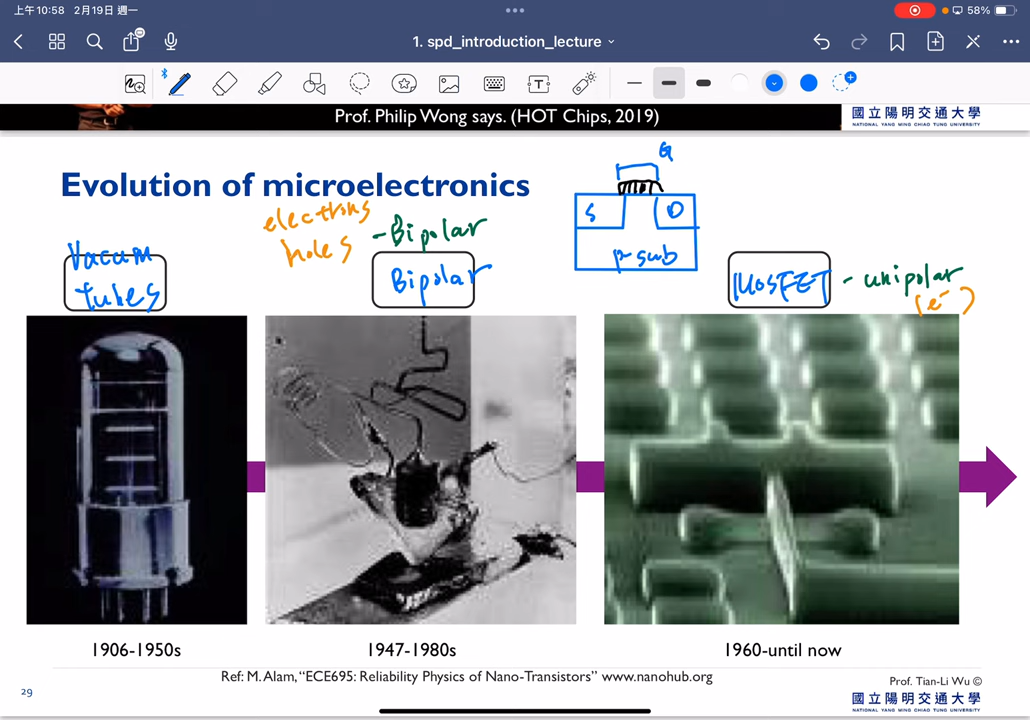 上午10:58 2月19日 週一
58%
1. spd_introduction_lecture
Prof. Philip Wong says. (HOT Chips, 2019)
國立陽明交通大學
NATIONAL YANG MING CHIAO TUNG UNIVERSITY
Evolution of microelectronics
G
S D
p-sub
electrons
holes
-Bipolar
Vacum
tubes
Bipolar
MOSFET - unipolar
(e-)
1906-1950s
1947-1980s
1960-until now
Ref: M. Alam, “ECE695: Reliability Physics of Nano-Transistors” www.nanohub.org
29
Prof. Tian-Li Wu ©
國立陽明交通大學
NATIONAL YANG MING CHIAO TUNG UNIVERSITY